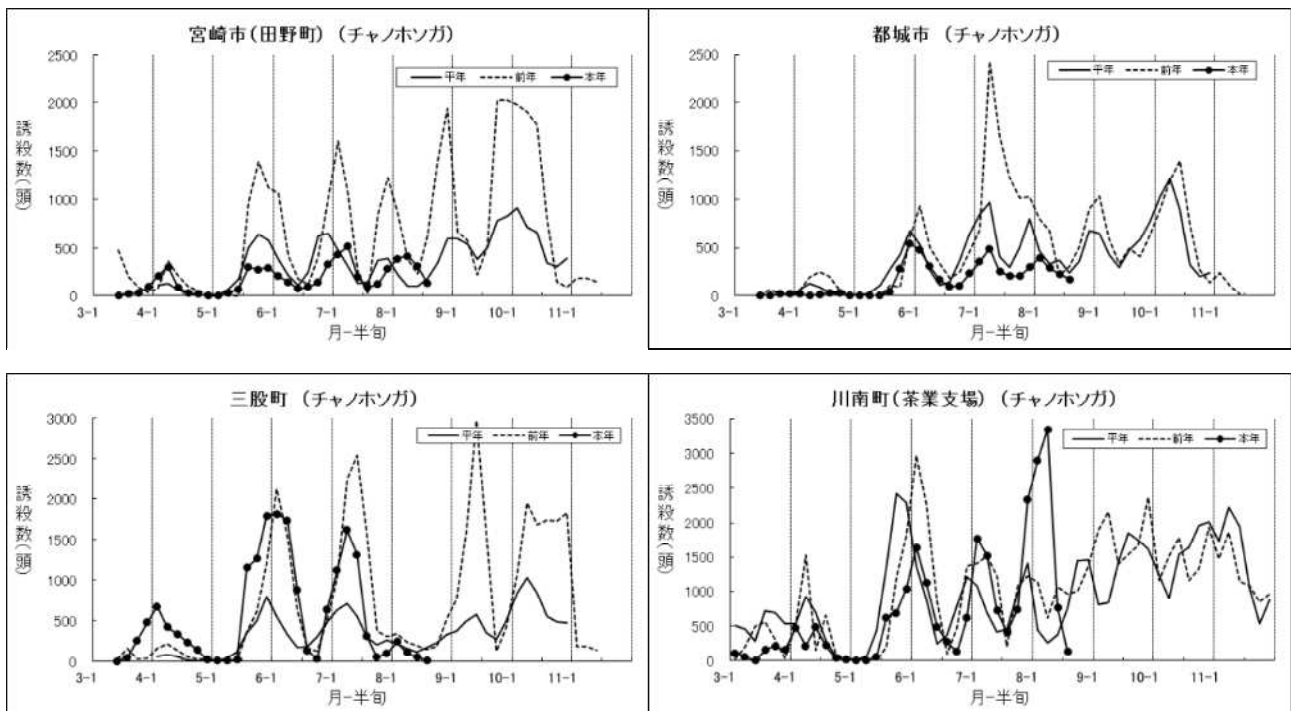 宮崎市(田野町) (チャノホソガ)
平年 前年 本年
誘殺数(頭)
2500
2000
1500
1000
500
0
3-1 4-1 5-1 6-1 7-1 8-1 9-1 10-1 11-1
月-半旬
都城市 (チャノホソガ)
平年 前年 本年
誘殺数(頭)
2500
2000
1500
1000
500
0
3-1 4-1 5-1 6-1 7-1 8-1 9-1 10-1 11-1
月-半旬
三股町 (チャノホソガ)
平年 前年 本年
誘殺数(頭)
3000
2500
2000
1500
1000
500
0
3-1 4-1 5-1 6-1 7-1 8-1 9-1 10-1 11-1
月-半旬
川南町(茶業支場) (チャノホソガ)
平年 前年 本年
誘殺数(頭)
3500
3000
2500
2000
1500
1000
500
0
3-1 4-1 5-1 6-1 7-1 8-1 9-1 10-1 11-1
月-半旬